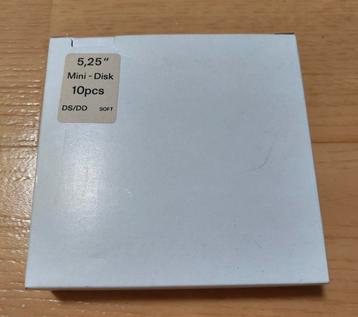 5,25"
Mini - Disk
10pcs
DS/DD SOFT